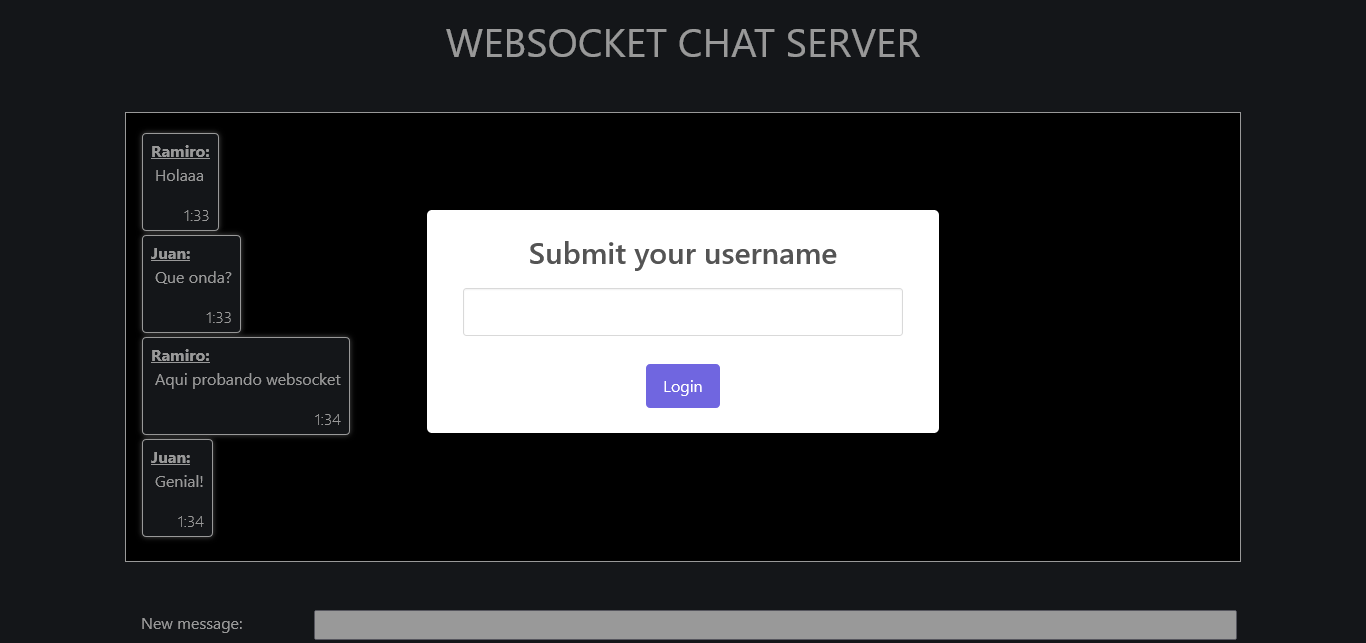 WEBSOCKET CHAT SERVER
Ramiro:
Holaaa
1:33
Juan:
Que onda?
1:33
Ramiro:
Aqui probando websocket
1:34
Juan:
Genial!
1:34
Submit your username
Login
New message: